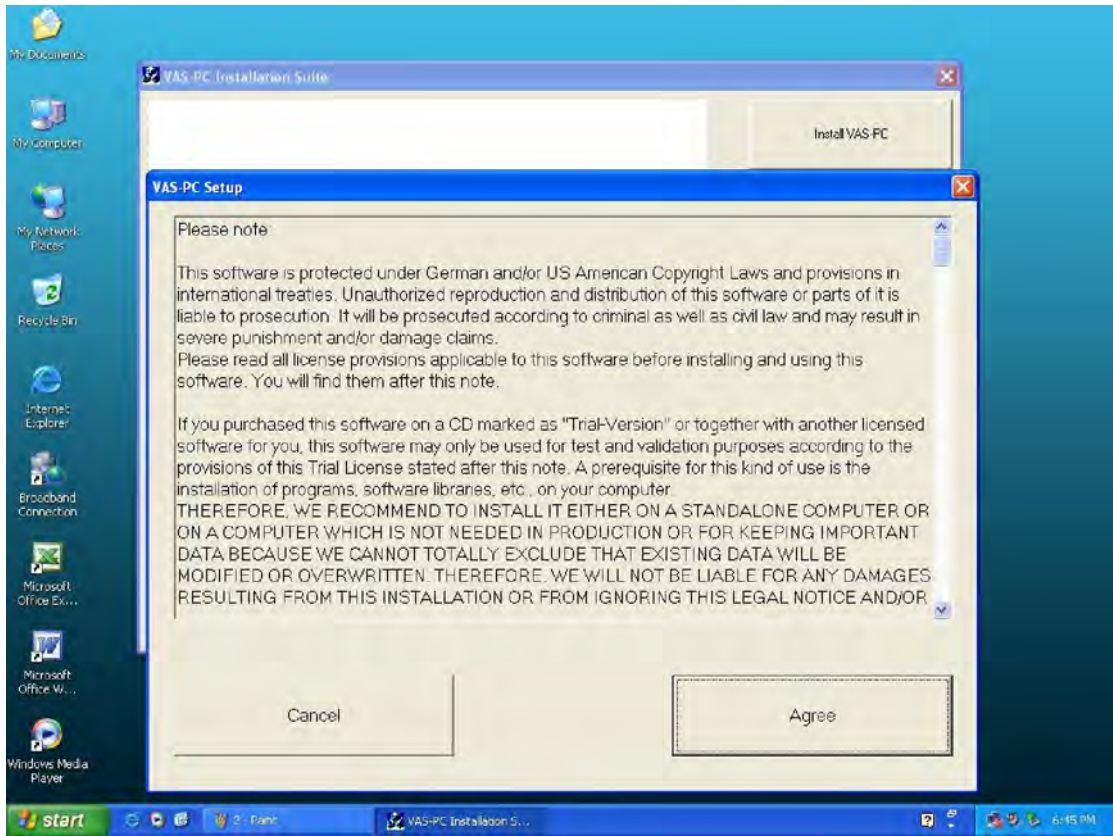 My Documents
VAS-PC Installation Suite
My Computer
Install VAS-PC
VAS-PC Setup
My Network
Places
Please note
This software is protected under German and/or US American Copyright Laws and provisions in
international treaties. Unauthorized reproduction and distribution of this software or parts of it is
liable to prosecution. It will be prosecuted according to criminal as well as civil law and may result in
severe punishment and/or damage claims.
Please read all license provisions applicable to this software before installing and using this
software. You will find them after this note.
Recycle Bin
Internet
Explorer
If you purchased this software on a CD marked as "Trial-Version" or together with another licensed
software for you, this software may only be used for test and validation purposes according to the
provisions of this Trial License stated after this note. A prerequisite for this kind of use is the
installation of programs, software libraries, etc., on your computer.
THEREFORE, WE RECOMMEND TO INSTALL IT EITHER ON A STANDALONE COMPUTER OR
ON A COMPUTER WHICH IS NOT NEEDED IN PRODUCTION OR FOR KEEPING IMPORTANT
DATA BECAUSE WE CANNOT TOTALLY EXCLUDE THAT EXISTING DATA WILL BE
MODIFIED OR OVERWRITTEN. THEREFORE, WE WILL NOT BE LIABLE FOR ANY DAMAGES
RESULTING FROM THIS INSTALLATION OR FROM IGNORING THIS LEGAL NOTICE AND/OR
Broadband
Connection
Microsoft
Office Ex...
Microsoft
Office W...
Cancel
Agree
Windows Media
Player
start
VAS-PC Installation S...
6:45 PM